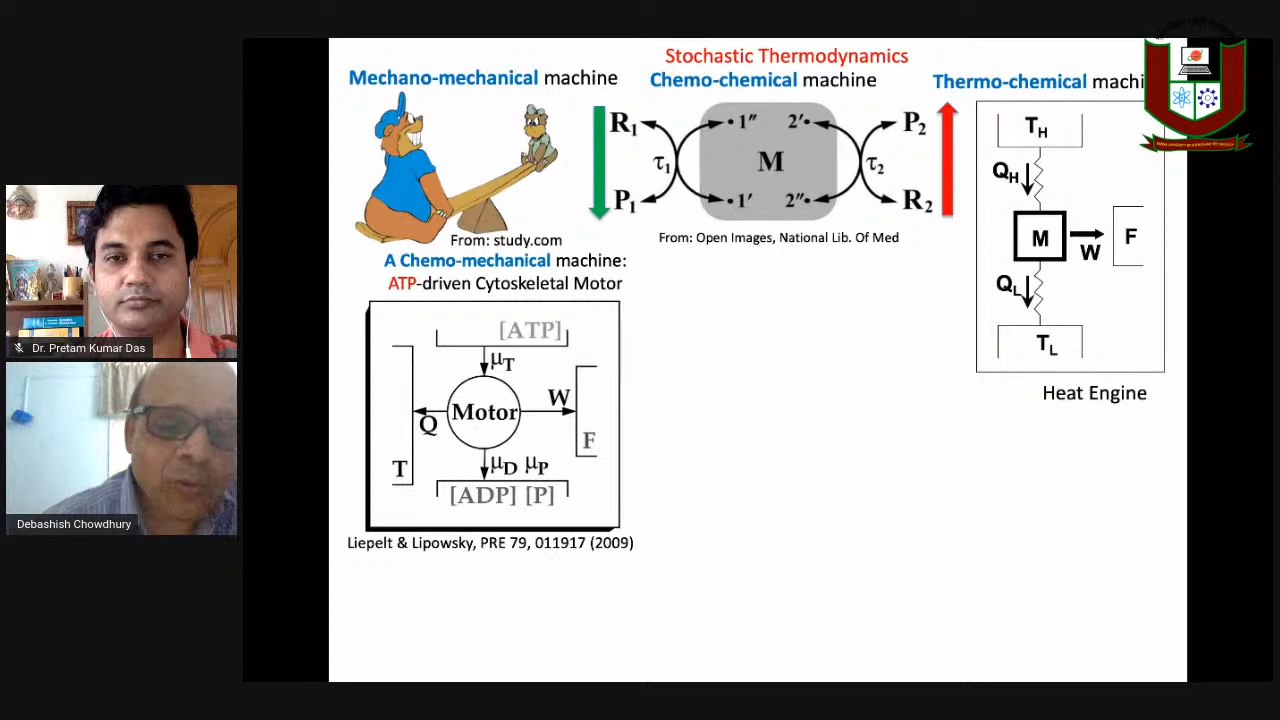 Stochastic Thermodynamics
Mechano-mechanical machine
Chemo-chemical machine
Thermo-chemical
R1
P1
τ1
1″
1′
M
2′
2″
τ2
P2
R2
From: study.com
From: Open Images, National Lib. Of Med
TH
QH
M
W
F
QL
TL
Heat Engine
A Chemo-mechanical machine:
ATP-driven Cytoskeletal Motor
[ATP]
μT
Motor
W
F
Q
T
μD μP
[ADP] [P]
Liepelt & Lipowsky, PRE 79, 011917 (2009)
Dr. Pretam Kumar Das
Debashish Chowdhury